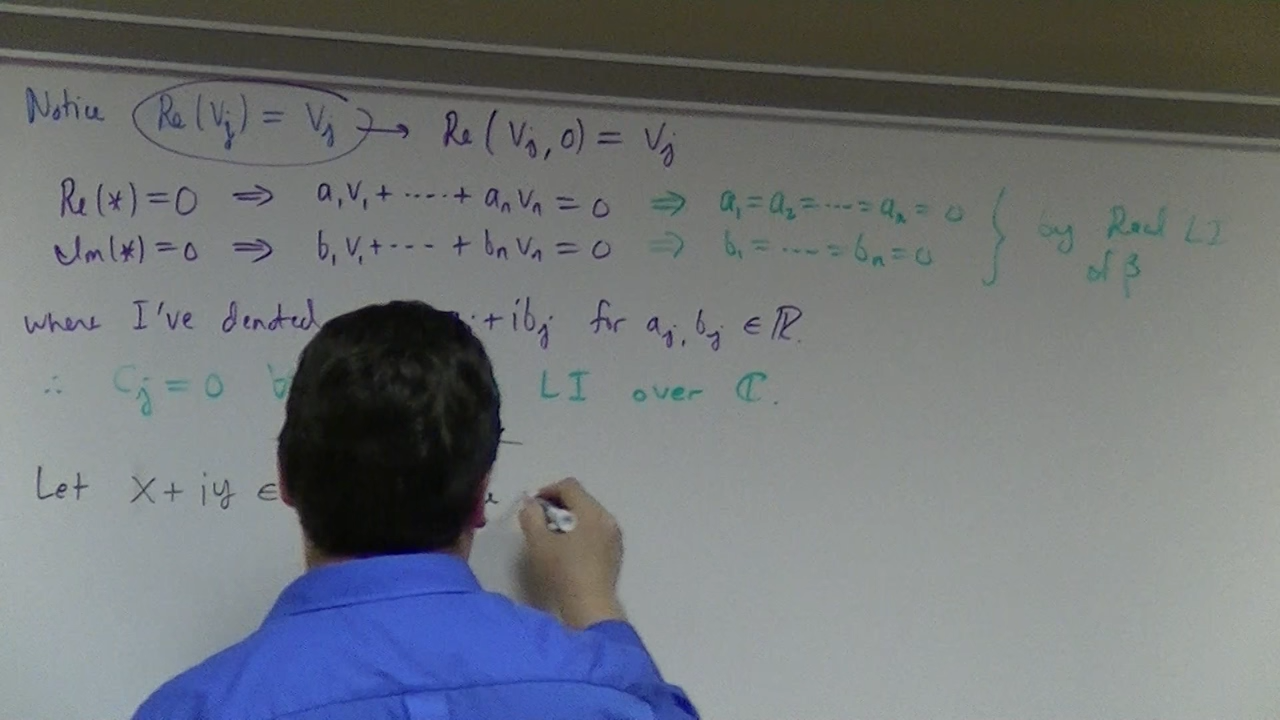 Notice Re(Vj) = Vj → Re(Vj, 0) = Vj
Re(*) = 0 ⇒ a₁v₁ + ····+ aₙvₙ = 0 ⇒ a₁ = a₂ = ···= aₙ = 0 } by Real LI
Im(*) = 0 ⇒ b₁v₁ + ··· + bₙvₙ = 0 ⇒ b₁ = ···· = bₙ = 0 of β
where I've denoted + ibj for aj, bj ∈ ℝ.
∴ Cj = 0 LI over ℂ.
Let x + iy ∈